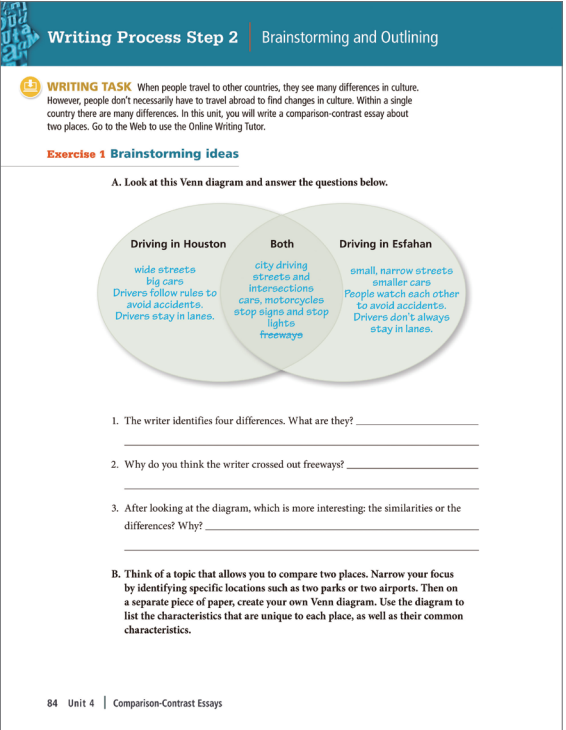 Writing Process Step 2 | Brainstorming and Outlining
WRITING TASK When people travel to other countries, they see many differences in culture.
However, people don't necessarily have to travel abroad to find changes in culture. Within a single
country there are many differences. In this unit, you will write a comparison-contrast essay about
two places. Go to the Web to use the Online Writing Tutor.
Exercise 1 Brainstorming ideas
A. Look at this Venn diagram and answer the questions below.
Driving in Houston
wide streets
big cars
Drivers follow rules to
avoid accidents.
Drivers stay in lanes.
Both
city driving
streets and
intersections
cars, motorcycles
stop signs and stop
lights
freeways
Driving in Esfahan
small, narrow streets
smaller cars
People watch each other
to avoid accidents.
Drivers don't always
stay in lanes.
1. The writer identifies four differences. What are they?
2. Why do you think the writer crossed out freeways?
3. After looking at the diagram, which is more interesting: the similarities or the
differences? Why?
B. Think of a topic that allows you to compare two places. Narrow your focus
by identifying specific locations such as two parks or two airports. Then on
a separate piece of paper, create your own Venn diagram. Use the diagram to
list the characteristics that are unique to each place, as well as their common
characteristics.
84 Unit 4 | Comparison-Contrast Essays